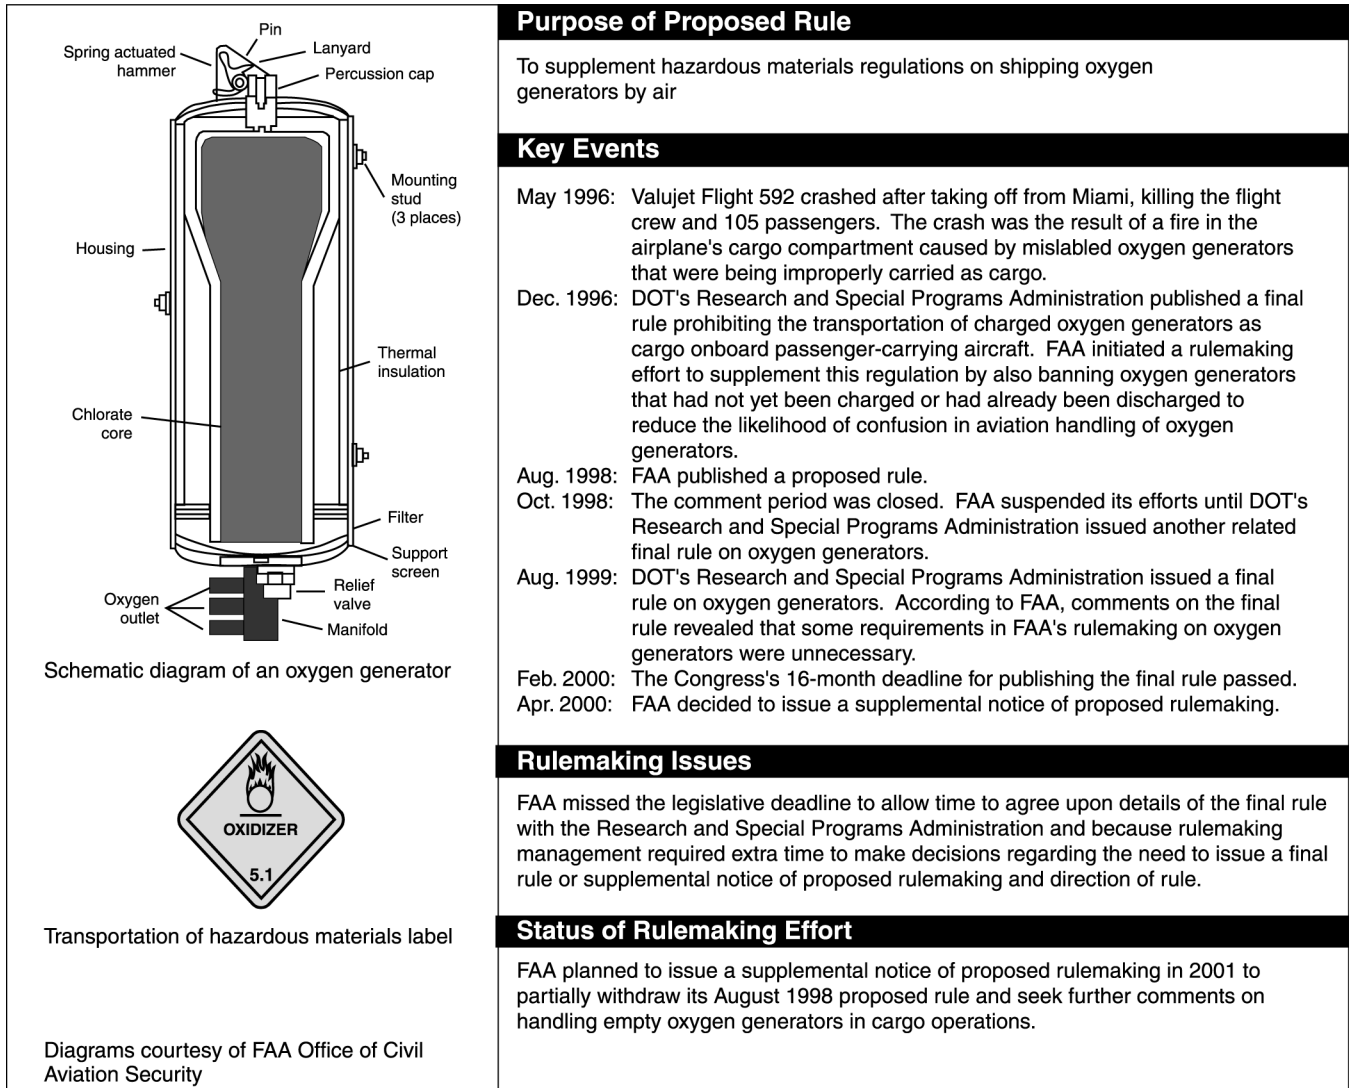 Pin
Spring actuated
hammer
Lanyard
Percussion cap
Mounting
stud
(3 places)
Housing
Thermal
insulation
Chlorate
core
Filter
Support
screen
Oxygen
outlet
Relief
valve
Manifold
Schematic diagram of an oxygen generator
OXIDIZER
5.1
Transportation of hazardous materials label
Diagrams courtesy of FAA Office of Civil
Aviation Security
Purpose of Proposed Rule
To supplement hazardous materials regulations on shipping oxygen
generators by air
Key Events
May 1996: Valujet Flight 592 crashed after taking off from Miami, killing the flight
crew and 105 passengers. The crash was the result of a fire in the
airplane's cargo compartment caused by mislabled oxygen generators
that were being improperly carried as cargo.
Dec. 1996: DOT's Research and Special Programs Administration published a final
rule prohibiting the transportation of charged oxygen generators as
cargo onboard passenger-carrying aircraft. FAA initiated a rulemaking
effort to supplement this regulation by also banning oxygen generators
that had not yet been charged or had already been discharged to
reduce the likelihood of confusion in aviation handling of oxygen
generators.
Aug. 1998: FAA published a proposed rule.
Oct. 1998: The comment period was closed. FAA suspended its efforts until DOT's
Research and Special Programs Administration issued another related
final rule on oxygen generators.
Aug. 1999: DOT's Research and Special Programs Administration issued a final
rule on oxygen generators. According to FAA, comments on the final
rule revealed that some requirements in FAA's rulemaking on oxygen
generators were unnecessary.
Feb. 2000: The Congress's 16-month deadline for publishing the final rule passed.
Apr. 2000: FAA decided to issue a supplemental notice of proposed rulemaking.
Rulemaking Issues
FAA missed the legislative deadline to allow time to agree upon details of the final rule
with the Research and Special Programs Administration and because rulemaking
management required extra time to make decisions regarding the need to issue a final
rule or supplemental notice of proposed rulemaking and direction of rule.
Status of Rulemaking Effort
FAA planned to issue a supplemental notice of proposed rulemaking in 2001 to
partially withdraw its August 1998 proposed rule and seek further comments on
handling empty oxygen generators in cargo operations.